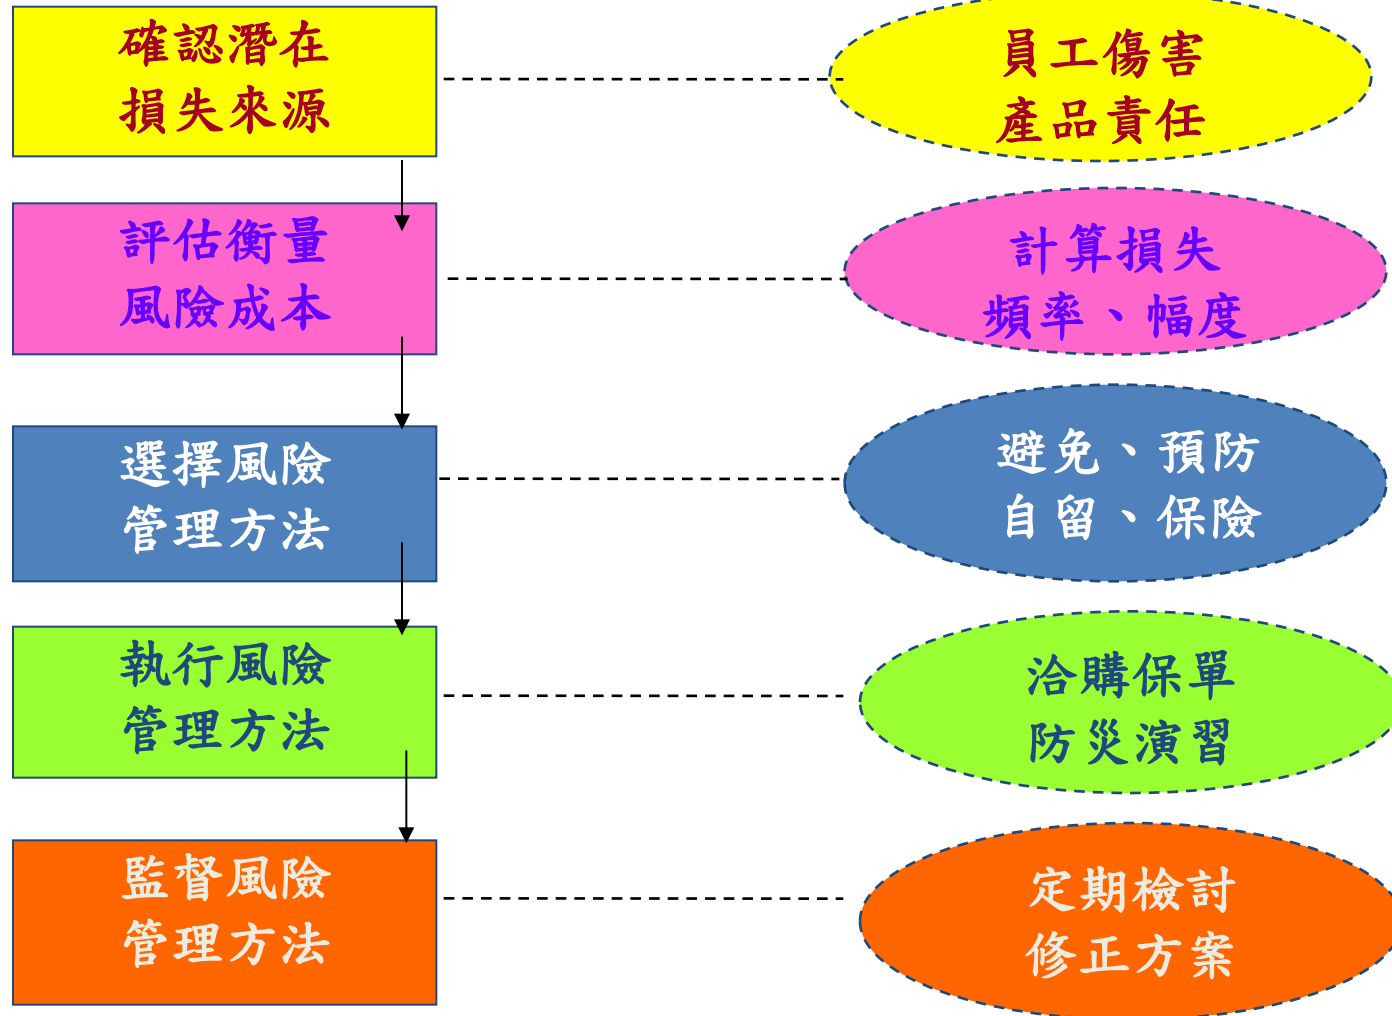 確認潛在
損失來源
員工傷害
產品責任
評估衡量
風險成本
計算損失
頻率、幅度
選擇風險
管理方法
避免、預防
自留、保險
執行風險
管理方法
洽購保單
防災演習
監督風險
管理方法
定期檢討
修正方案